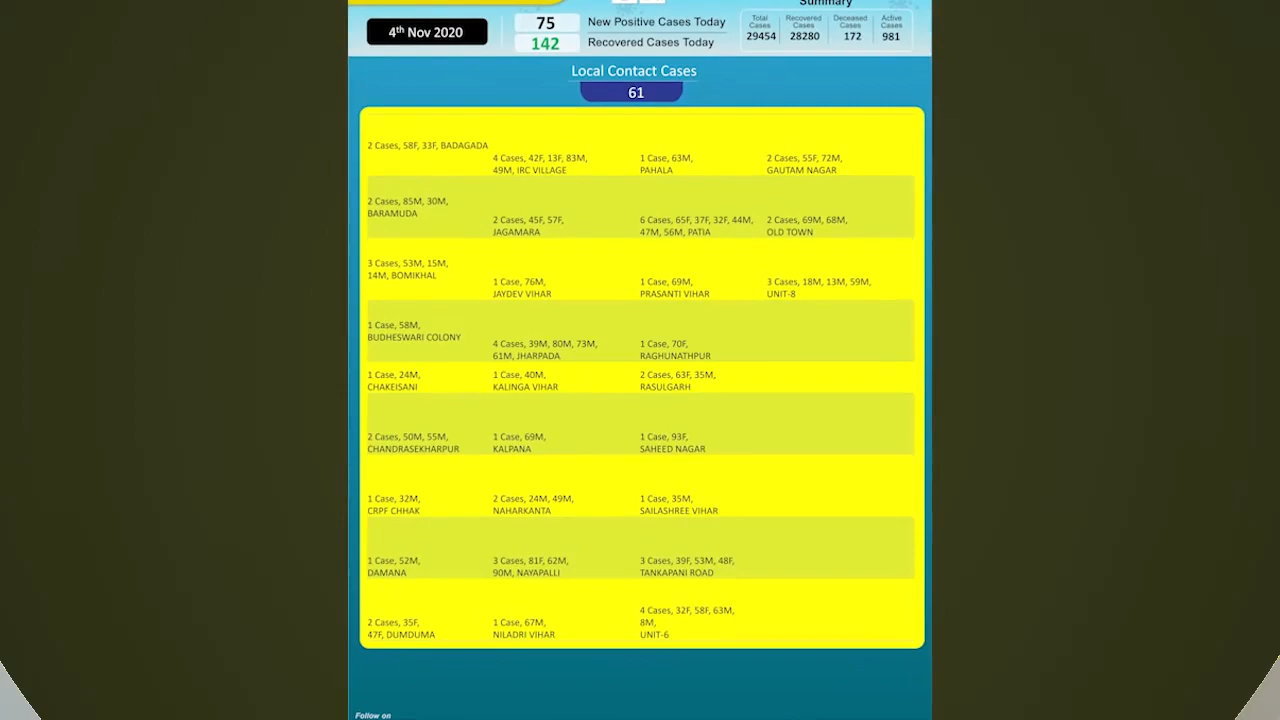 Summary
4th Nov 2020
75 New Positive Cases Today
142 Recovered Cases Today
Total Cases
29454
Recovered Cases
28280
Deceased Cases
172
Active Cases
981
Local Contact Cases
61
2 Cases, 58F, 33F, BADAGADA
4 Cases, 42F, 13F, 83M,
49M, IRC VILLAGE
1 Case, 63M,
PAHALA
2 Cases, 55F, 72M,
GAUTAM NAGAR
2 Cases, 85M, 30M,
BARAMUDA
2 Cases, 45F, 57F,
JAGAMARA
6 Cases, 65F, 37F, 32F, 44M,
47M, 56M, PATIA
2 Cases, 69M, 68M,
OLD TOWN
3 Cases, 53M, 15M,
14M, BOMIKHAL
1 Case, 76M,
JAYDEV VIHAR
1 Case, 69M,
PRASANTI VIHAR
3 Cases, 18M, 13M, 59M,
UNIT-8
1 Case, 58M,
BUDHESWARI COLONY
4 Cases, 39M, 80M, 73M,
61M, JHARPADA
1 Case, 70F,
RAGHUNATHPUR
1 Case, 24M,
CHAKEISANI
1 Case, 40M,
KALINGA VIHAR
2 Cases, 63F, 35M,
RASULGARH
2 Cases, 50M, 55M,
CHANDRASEKHARPUR
1 Case, 69M,
KALPANA
1 Case, 93F,
SAHEED NAGAR
1 Case, 32M,
CRPF CHHAK
2 Cases, 24M, 49M,
NAHARKANTA
1 Case, 35M,
SAILASHREE VIHAR
1 Case, 52M,
DAMANA
3 Cases, 81F, 62M,
90M, NAYAPALLI
3 Cases, 39F, 53M, 48F,
TANKAPANI ROAD
2 Cases, 35F,
47F, DUMDUMA
1 Case, 67M,
NILADRI VIHAR
4 Cases, 32F, 58F, 63M,
8M,
UNIT-6
Follow on